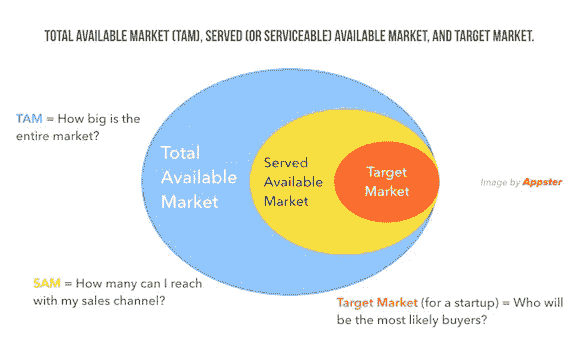 TOTAL AVAILABLE MARKET (TAM), SERVED (OR SERVICEABLE) AVAILABLE MARKET, AND TARGET MARKET.
TAM = How big is the
entire market?
Total
Available
Market
Served
Available
Market
Target
Market
Image by Appster
SAM = How many can I reach
with my sales channel?
Target Market (for a startup) = Who will
be the most likely buyers?